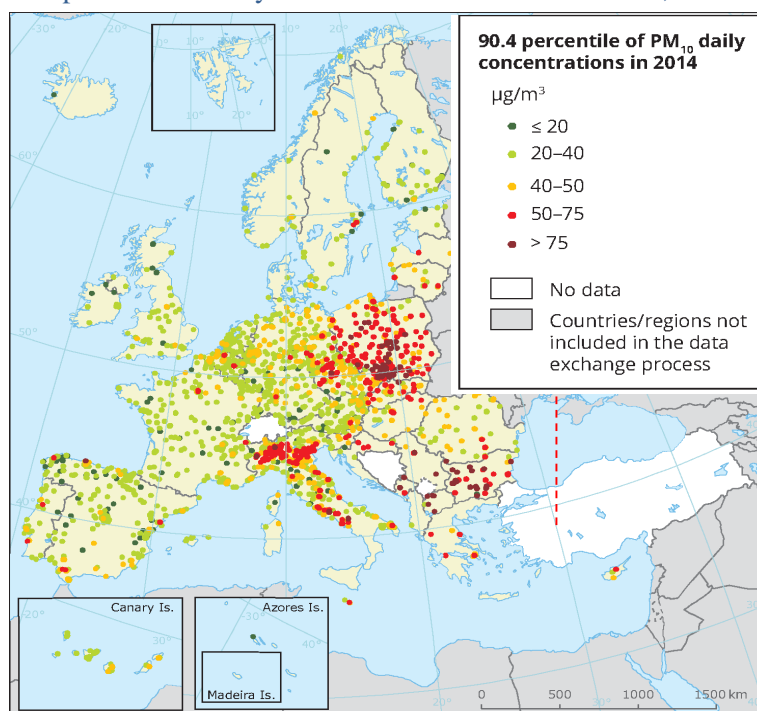 90.4 percentile of PM10 daily
concentrations in 2014
µg/m³
≤ 20
20–40
40–50
50–75
> 75
No data
Countries/regions not
included in the data
exchange process
-30°
-20°
-10°
0°
10°
20°
30°
60°
50°
40°
Canary Is.
Azores Is.
Madeira Is.
0 500 1000 1500 km